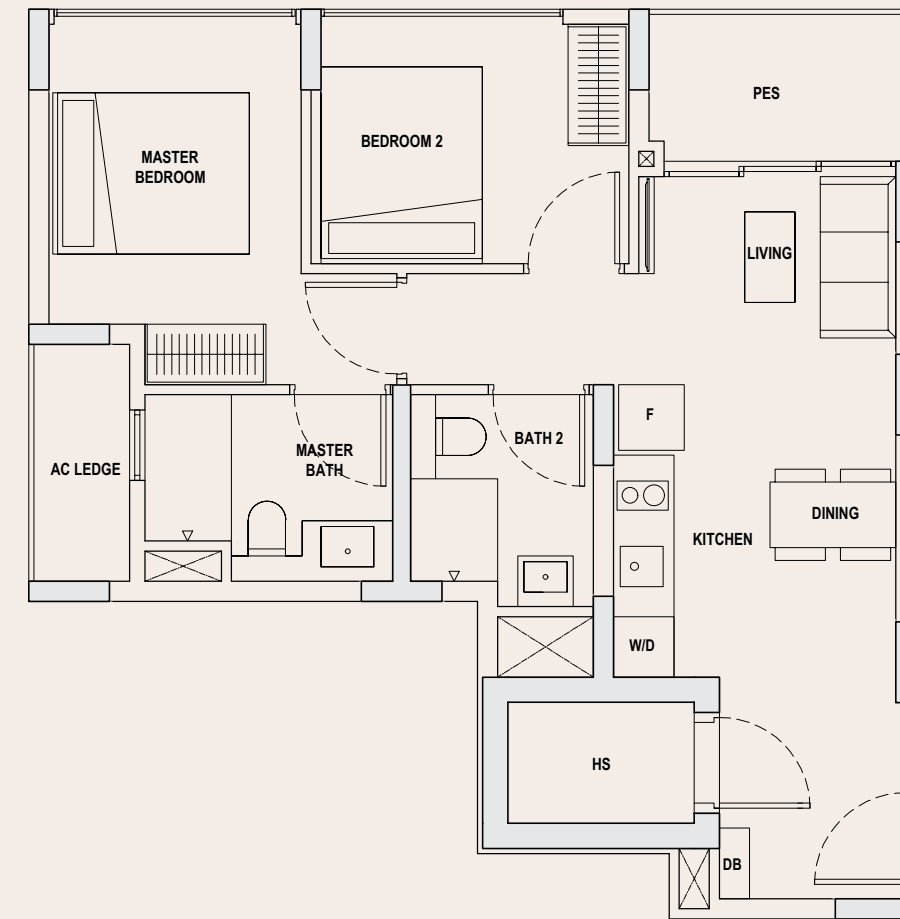 PES
BEDROOM 2
MASTER
BEDROOM
LIVING
F
BATH 2
MASTER
BATH
AC LEDGE
DINING
KITCHEN
W/D
HS
DB